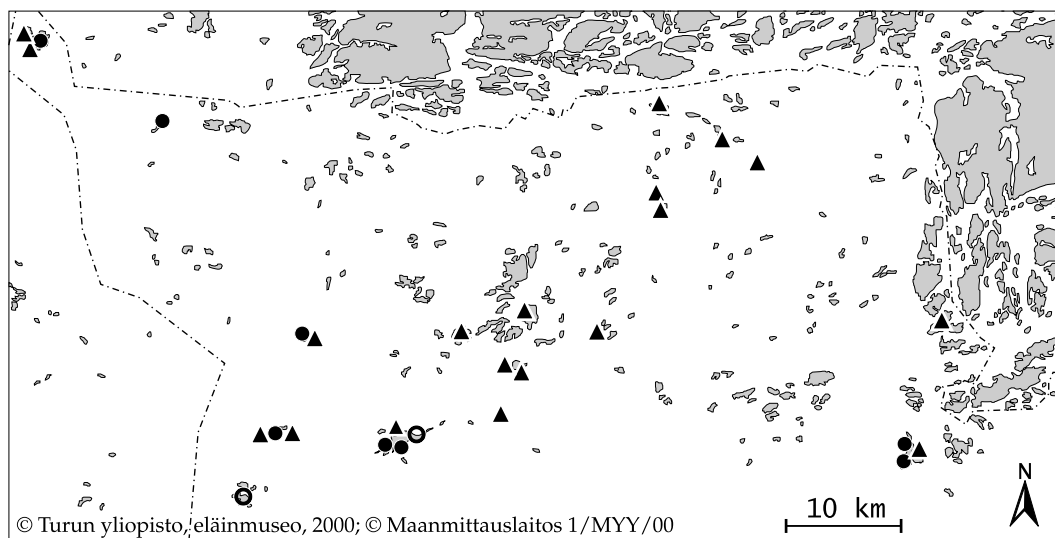 N
10 km
© Turun yliopisto, eläinmuseo, 2000; © Maanmittauslaitos 1/MYY/00